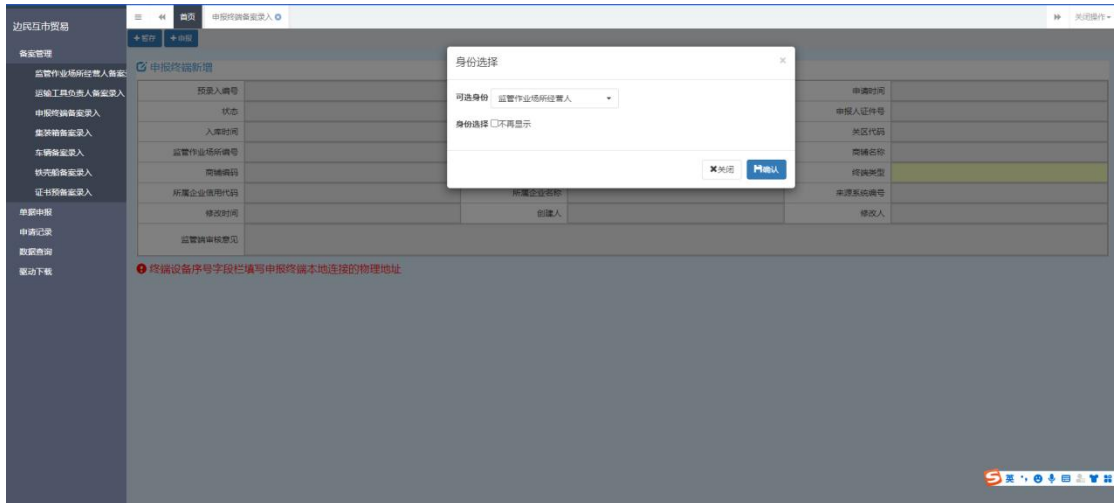 边民互市贸易
首页
申报终端备案录入
关闭操作
备案管理
监管作业场所经营人备案
运输工具负责人备案录入
申报终端备案录入
集装箱备案录入
车辆备案录入
铁壳船备案录入
证书预备案录入
单据申报
申请记录
数据查询
驱动下载
+暂存
+申报
申报终端新增
身份选择
×
可选身份
监管作业场所经营人
身份选择
不再显示
关闭
确认
预录入编号
申请时间
状态
申报人证件号
入库时间
关区代码
监管作业场所编号
商铺名称
商铺编码
终端类型
所属企业信用代码
所属企业名称
来源系统编号
修改时间
创建人
修改人
监管端审核意见
终端设备序号字段栏填写申报终端本地连接的物理地址
英